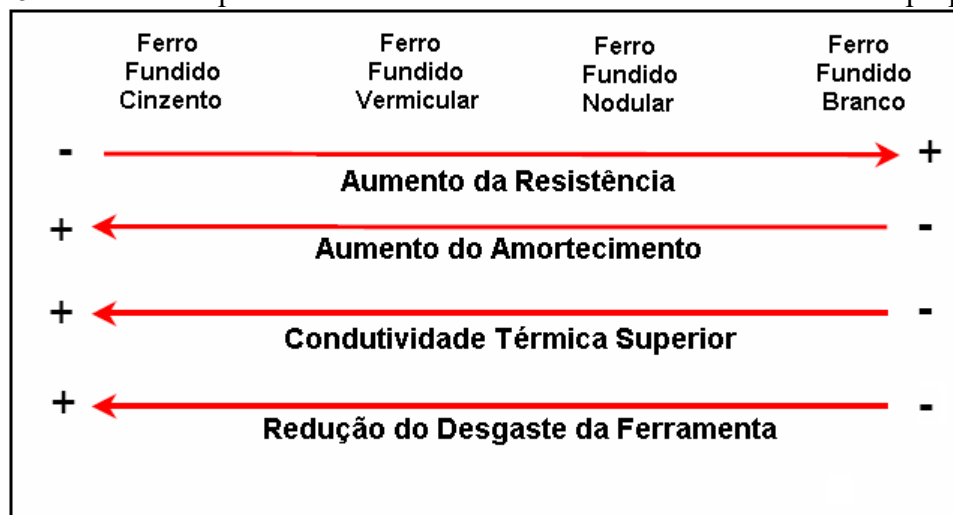 Ferro
Fundido
Cinzento
Ferro
Fundido
Vermicular
Ferro
Fundido
Nodular
Ferro
Fundido
Branco
- +
Aumento da Resistência
+ -
Aumento do Amortecimento
+ -
Condutividade Térmica Superior
+ -
Redução do Desgaste da Ferramenta